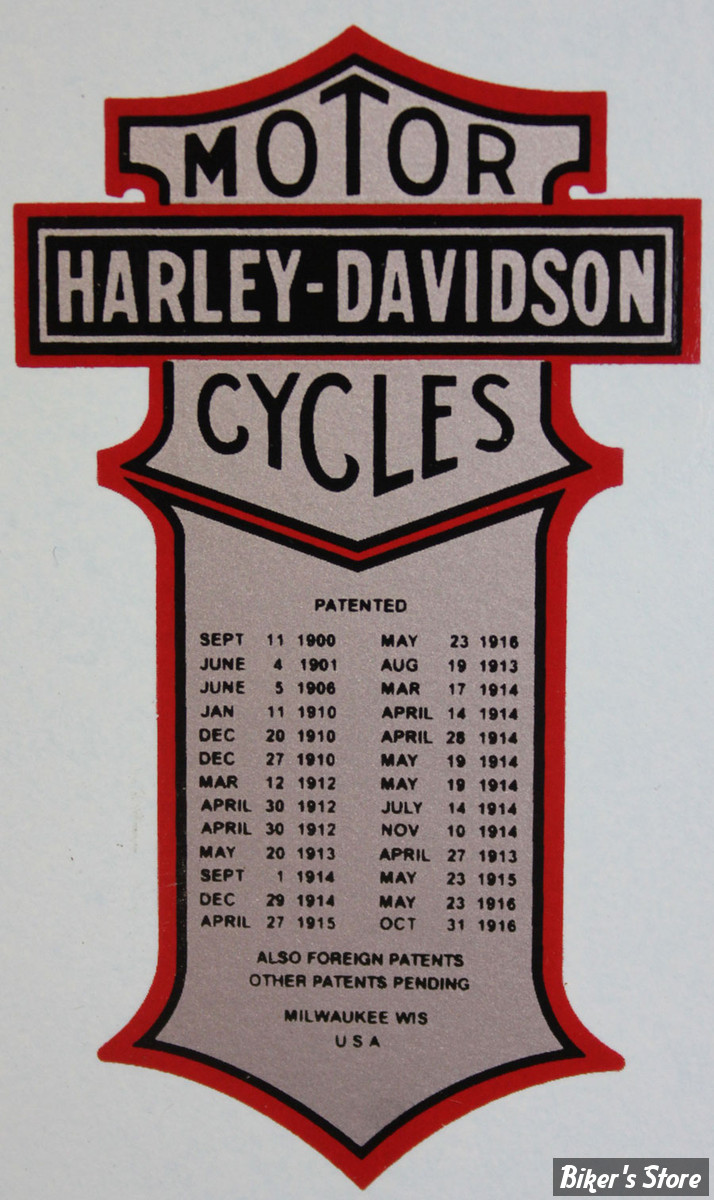 MOTOR
HARLEY-DAVIDSON
CYCLES
PATENTED
SEPT 11 1900 MAY 23 1916
JUNE 4 1901 AUG 19 1913
JUNE 5 1906 MAR 17 1914
JAN 11 1910 APRIL 14 1914
DEC 20 1910 APRIL 28 1914
DEC 27 1910 MAY 19 1914
MAR 12 1912 MAY 19 1914
APRIL 30 1912 JULY 14 1914
APRIL 30 1912 NOV 10 1914
MAY 20 1913 APRIL 27 1913
SEPT 1 1914 MAY 23 1915
DEC 29 1914 MAY 23 1916
APRIL 27 1915 OCT 31 1916
ALSO FOREIGN PATENTS
OTHER PATENTS PENDING
MILWAUKEE WIS
U S A
Biker's Store